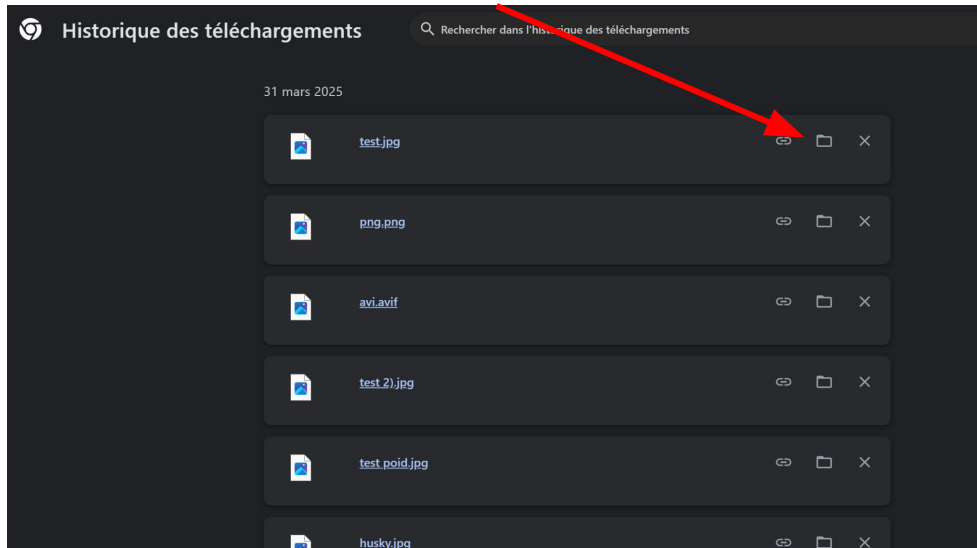 Historique des téléchargements
Rechercher dans l'historique des téléchargements
31 mars 2025
test.jpg
png.png
avi.avif
test 2).jpg
test poid.jpg
husky.jpg